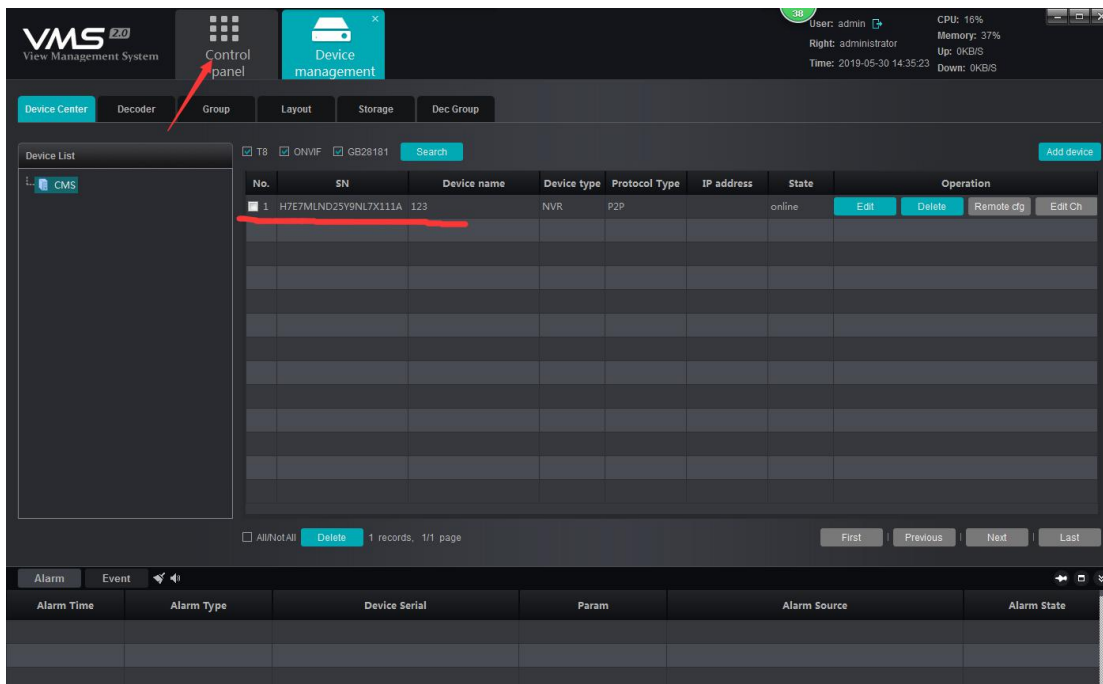 VMS 2.0
View Management System
Control panel
Device management
38
User: admin
Right: administrator
Time: 2019-05-30 14:35:23
CPU: 16%
Memory: 37%
Up: 0KB/S
Down: 0KB/S
Device Center Decoder Group Layout Storage Dec Group
Device List
CMS
T8 ONVIF GB28181 Search Add device
No. SN Device name Device type Protocol Type IP address State Operation
1 H7E7MLND25Y9NL7X111A 123 NVR P2P online Edit Delete Remote cfg Edit Ch
All/NotAll Delete 1 records, 1/1 page First Previous Next Last
Alarm Event
Alarm Time Alarm Type Device Serial Param Alarm Source Alarm State